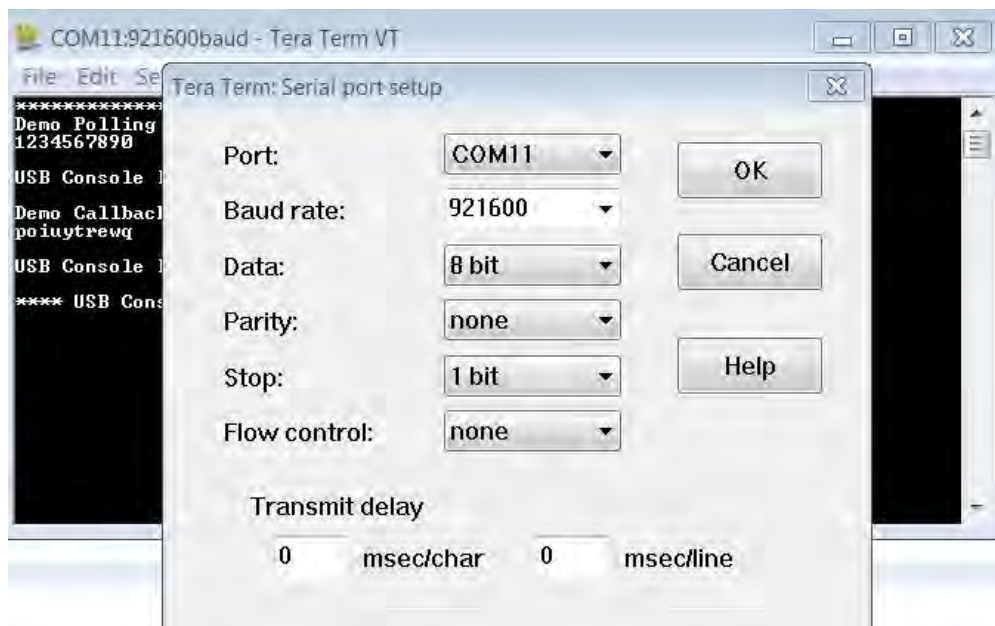 COM11:921600baud - Tera Term VT
File Edit Se
Tera Term: Serial port setup
*************
Demo Polling
1234567890
USB Console
Demo Callbac
poiuytrewq
USB Console
**** USB Cons
Port: COM11
OK
Baud rate: 921600
Data: 8 bit
Cancel
Parity: none
Stop: 1 bit
Help
Flow control: none
Transmit delay
0 msec/char 0 msec/line